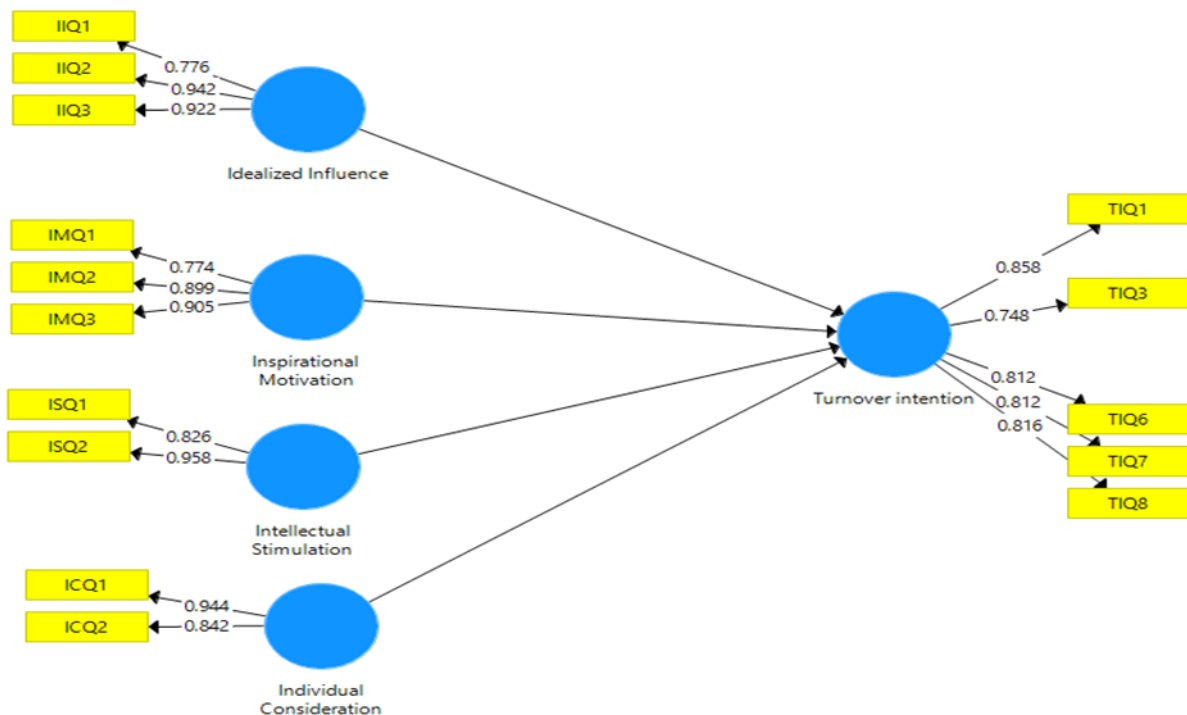 IIQ1
0.776
IIQ2
0.942
IIQ3
0.922
Idealized Influence
IMQ1
0.774
IMQ2
0.899
IMQ3
0.905
Inspirational
Motivation
ISQ1
0.826
ISQ2
0.958
Intellectual
Stimulation
ICQ1
0.944
ICQ2
0.842
Individual
Consideration
Turnover intention
TIQ1
0.858
TIQ3
0.748
0.812
TIQ6
0.812
TIQ7
0.816
TIQ8